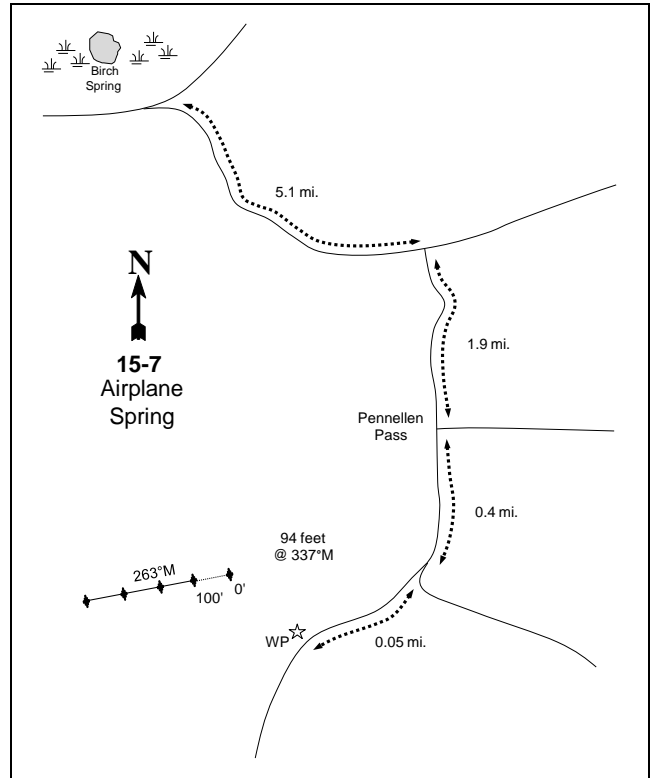 Birch
Spring
5.1 mi.
N
15-7
Airplane
Spring
1.9 mi.
Pennellen
Pass
0.4 mi.
94 feet
@ 337°M
263°M
100'
0'
WP
0.05 mi.